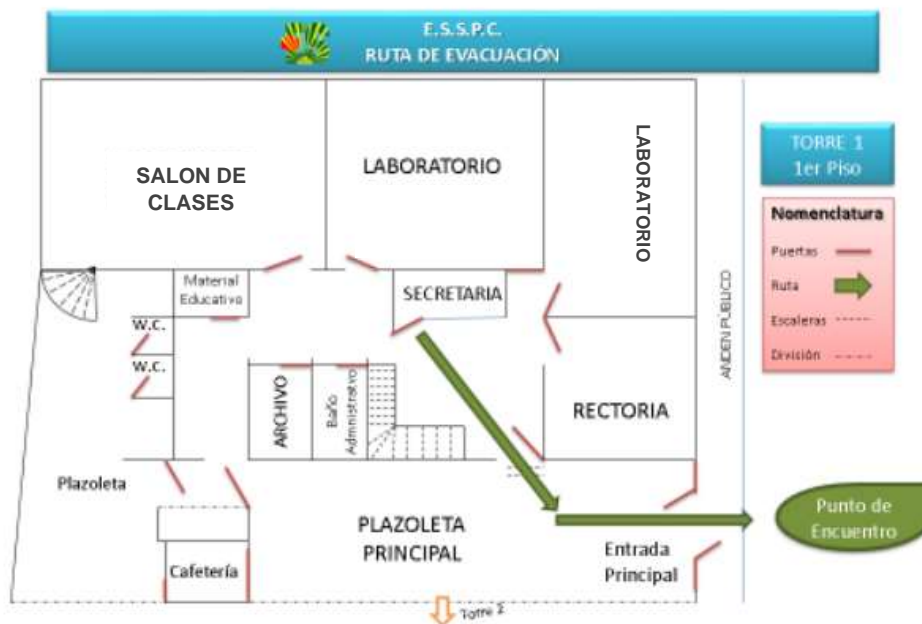 E.S.S.P.C.
RUTA DE EVACUACIÓN
TORRE 1
1er Piso
Nomenclatura
Puertas
Ruta
Escaleras
División
SALON DE
CLASES
LABORATORIO
LABORATORIO
Material
Educativo
SECRETARIA
W.C.
W.C.
ARCHIVO
Baño
Administrativo
RECTORIA
ANDEN PÚBLICO
Plazoleta
PLAZOLETA
PRINCIPAL
Cafetería
Entrada
Principal
Punto de
Encuentro
Torre 2